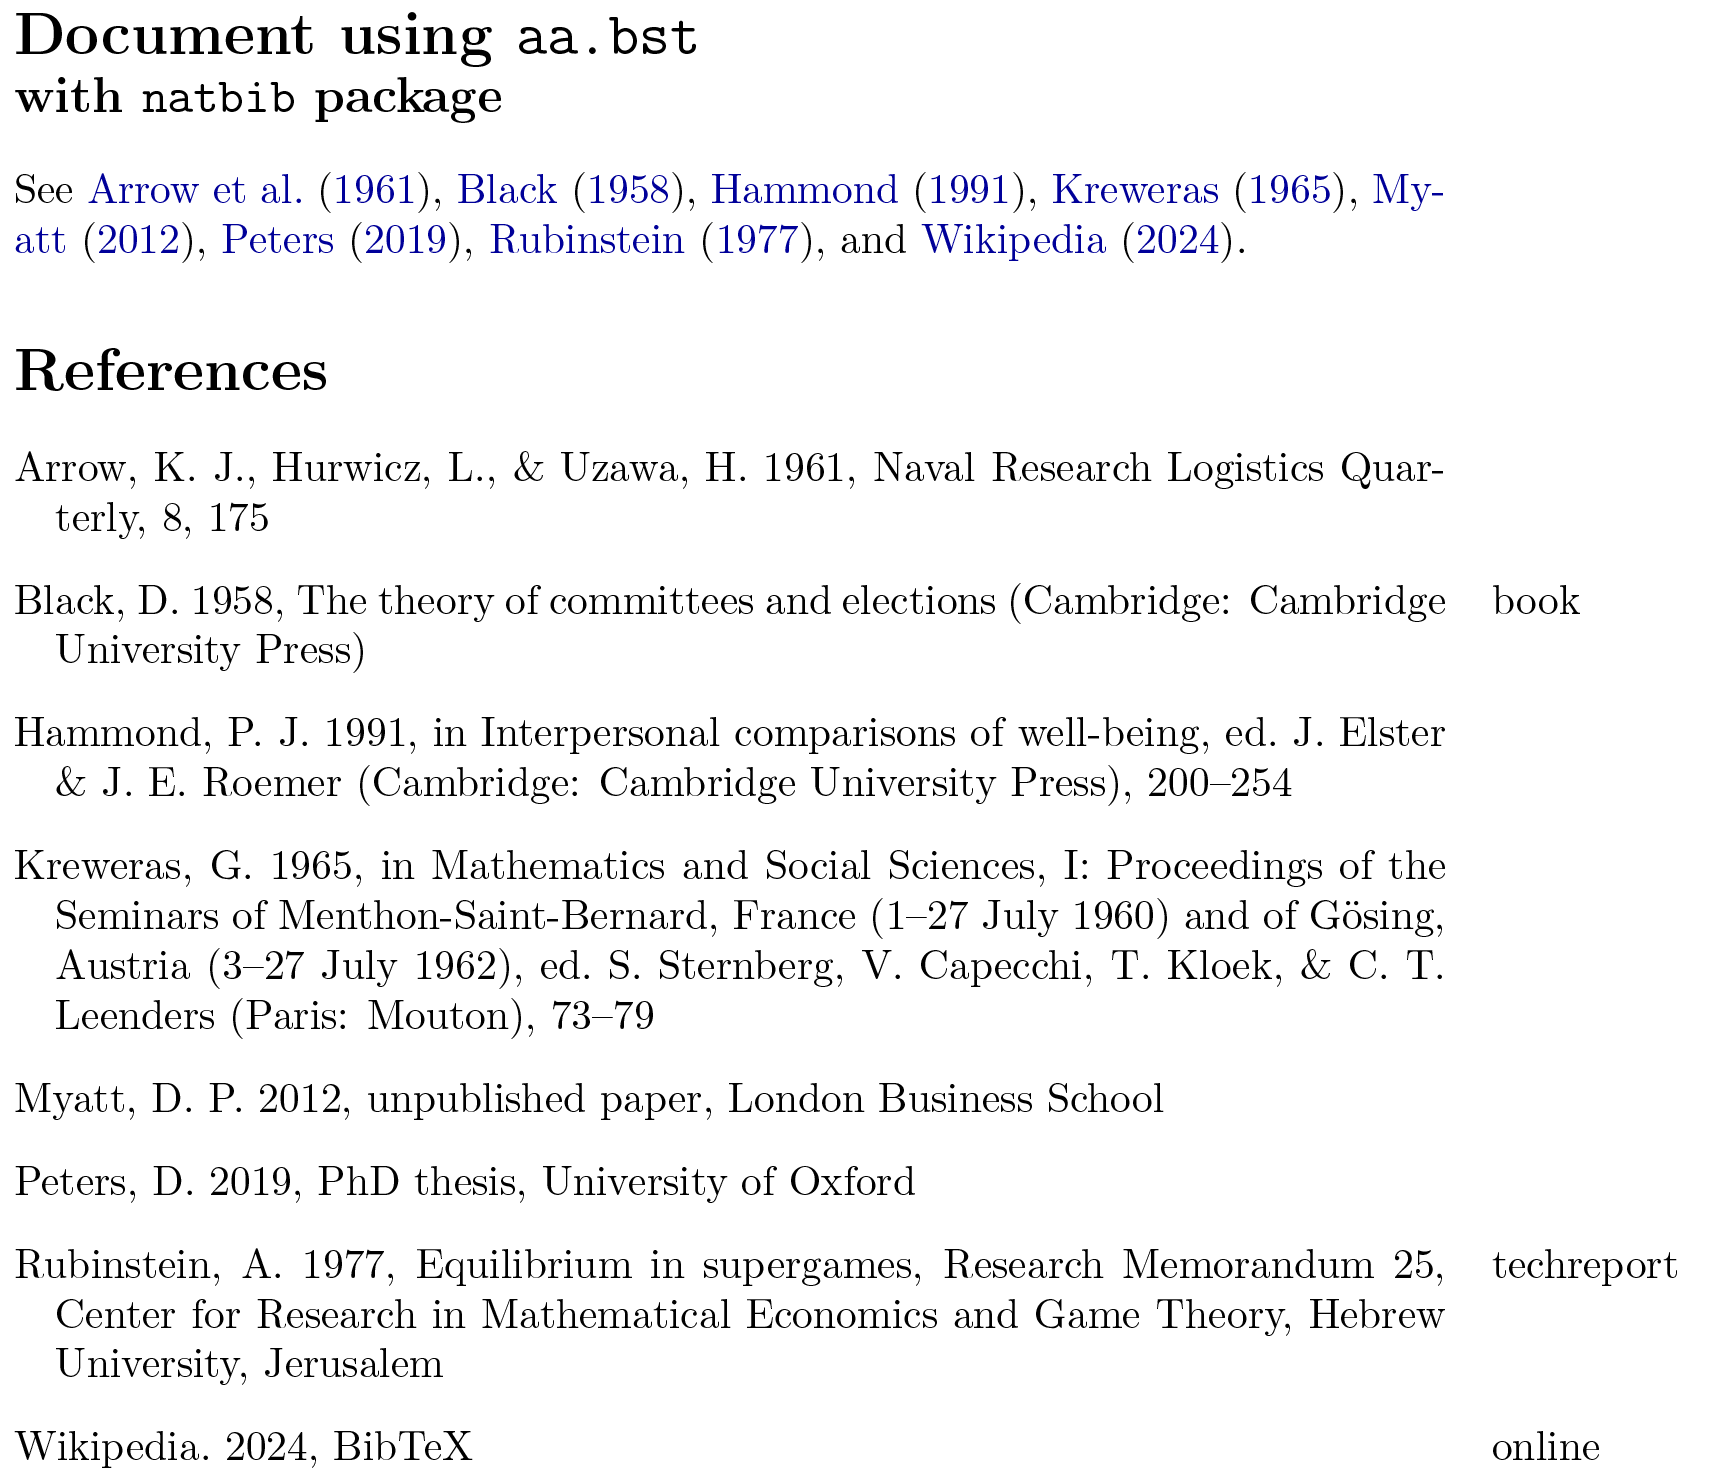 Document using aa.bst
with natbib package
See Arrow et al. (1961), Black (1958), Hammond (1991), Kreweras (1965), My-
att (2012), Peters (2019), Rubinstein (1977), and Wikipedia (2024).
References
Arrow, K. J., Hurwicz, L., & Uzawa, H. 1961, Naval Research Logistics Quar-
terly, 8, 175
Black, D. 1958, The theory of committees and elections (Cambridge: Cambridge book
University Press)
Hammond, P. J. 1991, in Interpersonal comparisons of well-being, ed. J. Elster
& J. E. Roemer (Cambridge: Cambridge University Press), 200–254
Kreweras, G. 1965, in Mathematics and Social Sciences, I: Proceedings of the
Seminars of Menthon-Saint-Bernard, France (1–27 July 1960) and of Gösing,
Austria (3–27 July 1962), ed. S. Sternberg, V. Capecchi, T. Kloek, & C. T.
Leenders (Paris: Mouton), 73–79
Myatt, D. P. 2012, unpublished paper, London Business School
Peters, D. 2019, PhD thesis, University of Oxford
Rubinstein, A. 1977, Equilibrium in supergames, Research Memorandum 25, techreport
Center for Research in Mathematical Economics and Game Theory, Hebrew
University, Jerusalem
Wikipedia. 2024, BibTeX online